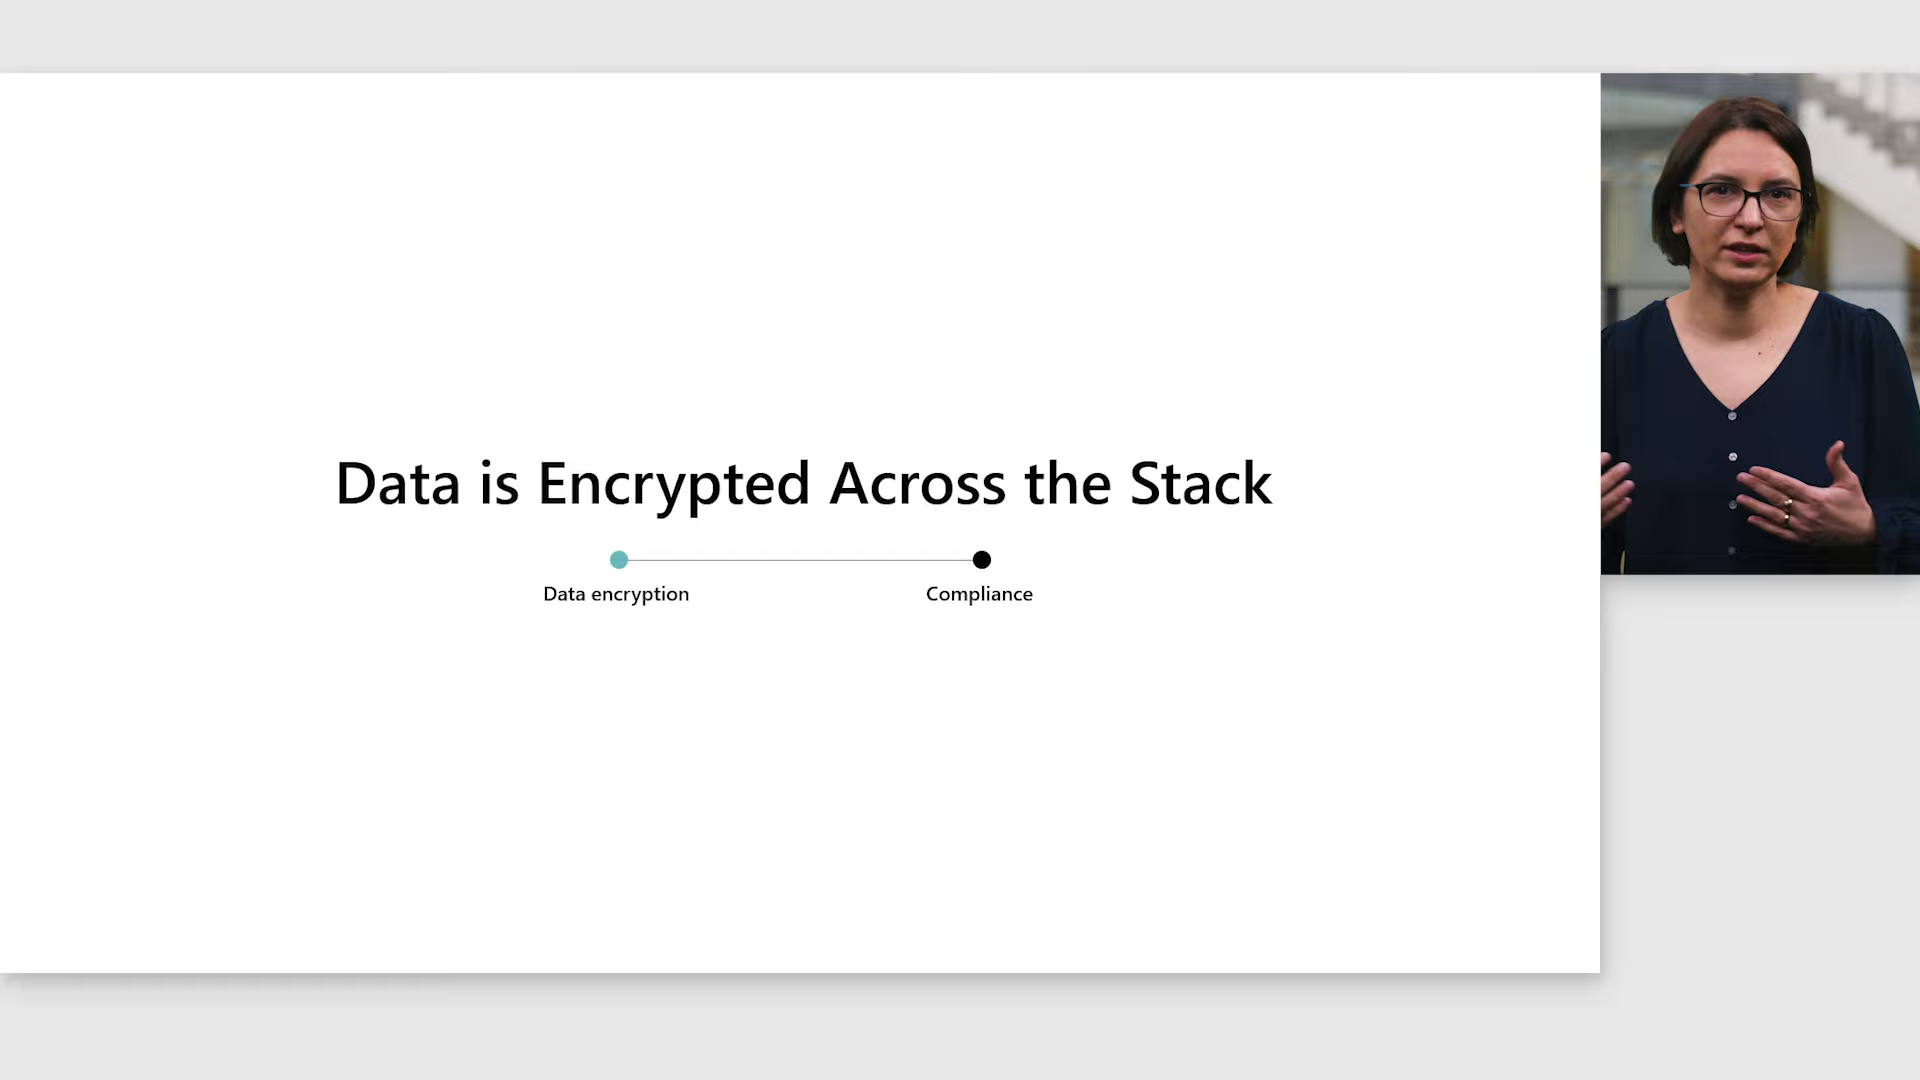 Data is Encrypted Across the Stack
Data encryption
Compliance